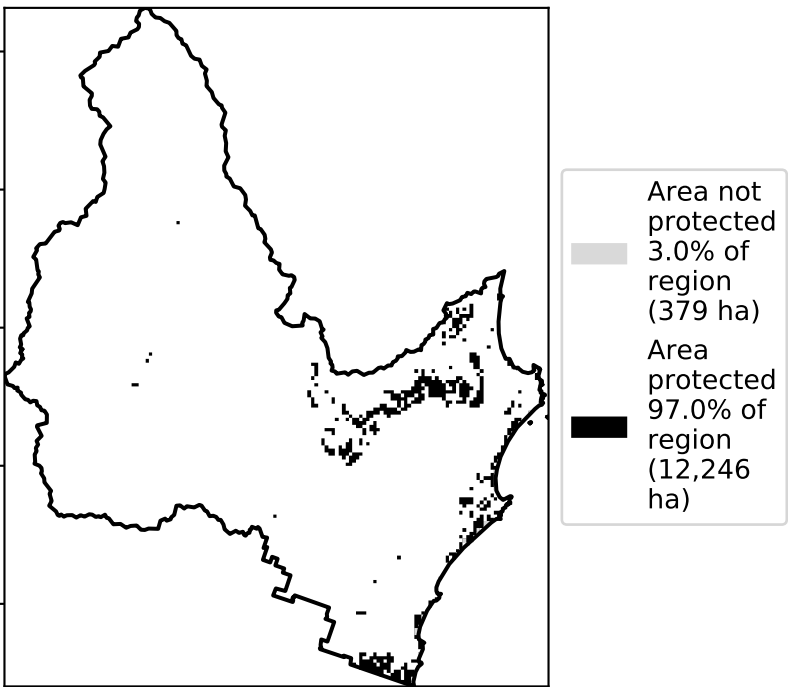 Area not
protected
3.0% of
region
(379 ha)
Area
protected
97.0% of
region
(12,246
ha)